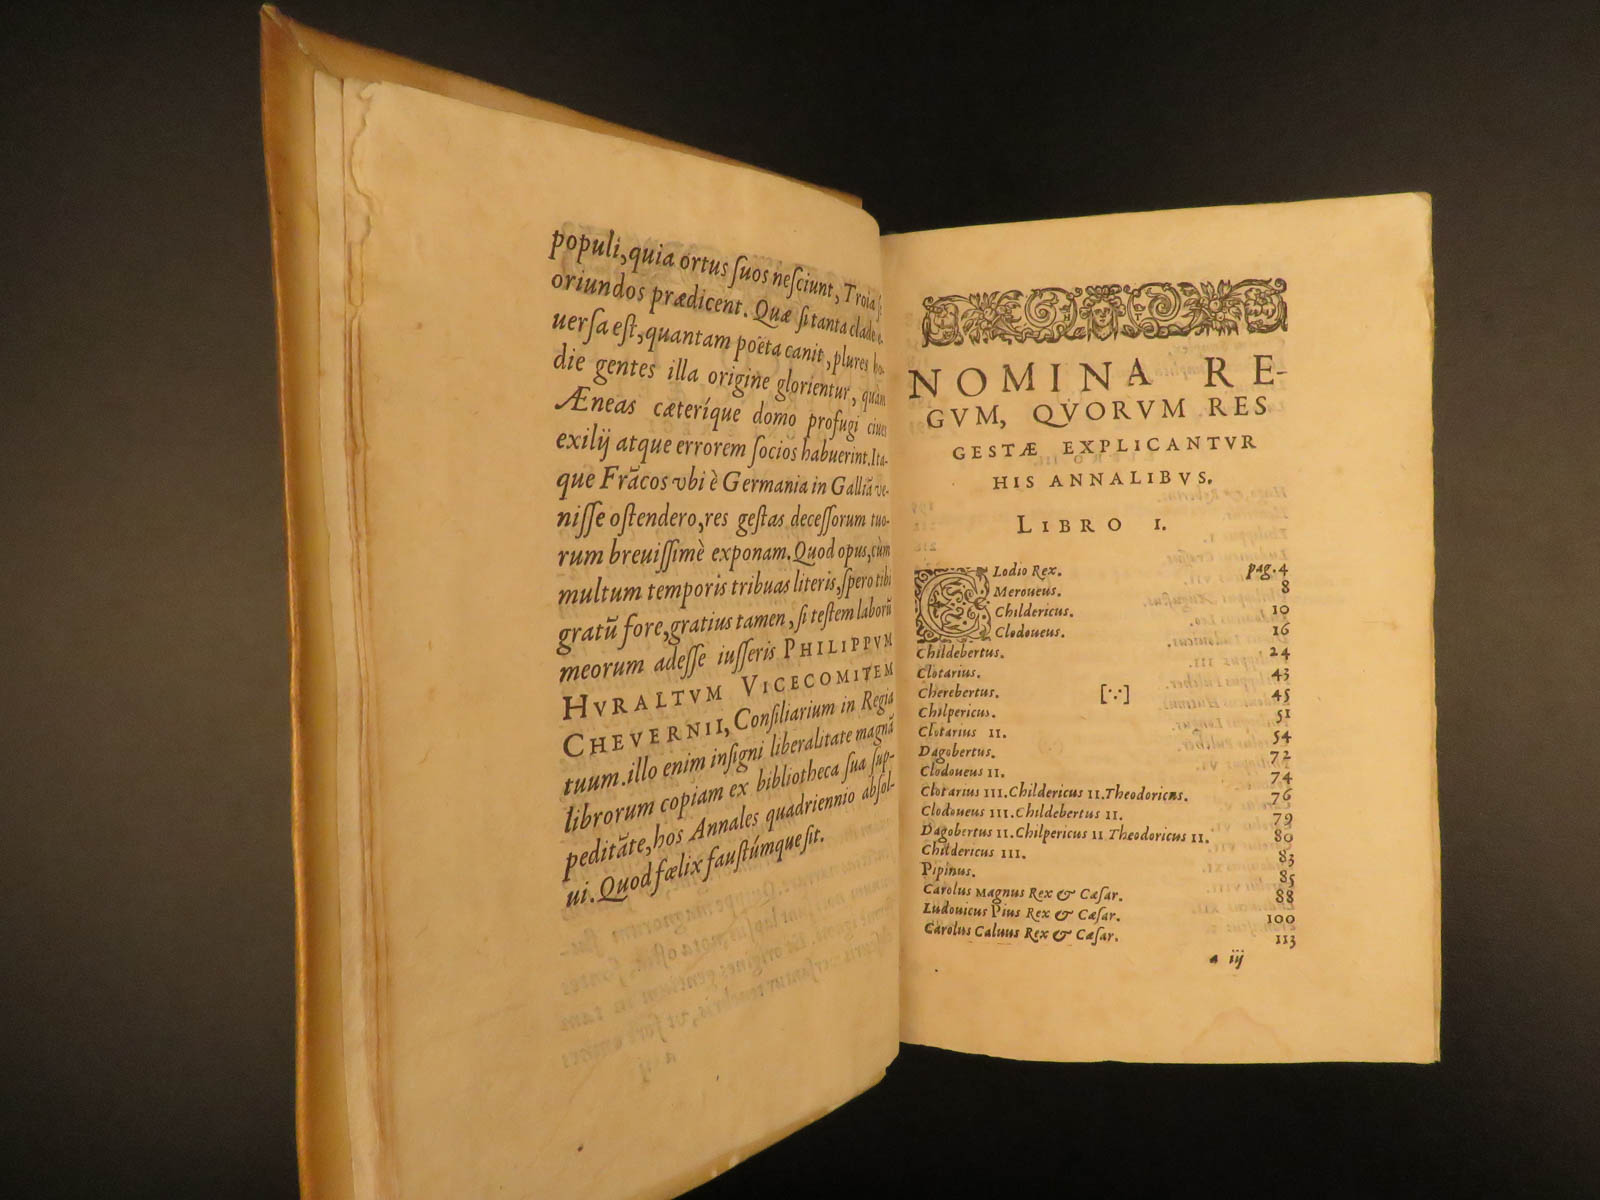 populi, quia ortus ſuos neſciunt, Troia ſe
oriundos prædicent. Quæ ſi tanta clade e-
uerſa eſt, quantam poëta canit, plures ho-
die gentes illa origine glorientur, quàm
Æneas cæteríque domo profugi ciues
exilij atque errorem ſocios habuerint. Ita-
que Frãcos vbi è Germania in Galliã ve-
niſſe oſtendero, res geſtas deceſſorum tuo-
rum breuiſſimè exponam. Quod opus, cùm
multum temporis tribuas literis, ſpero tibi
gratũ fore, gratius tamen, ſi teſtem laborũ
meorum adeſſe iuſſeris PHILIPPVM
HVRALTVM VICECOMITEM
CHEVERNII, Conſiliarium in Regia
tuum. illo enim inſigni liberalitate magnã
librorum copiam ex bibliotheca ſua ſup-
peditãte, hos Annales quadriennio abſol-
ui. Quod fælix fauſtúmque ſit.
NOMINA RE-
GVM, QVORVM RES
GESTÆ EXPLICANTVR
HIS ANNALIBVS.
LIBRO I.
CLodio Rex. pag. 4
Meroueus. 8
Childericus. 10
Clodoueus. 16
Childebertus. 24
Clotarius. 43
Cherebertus. [∵] 45
Chilpericus. 51
Clotarius II. 54
Dagobertus. 72
Clodoueus II. 74
Clotarius III. Childericus II. Theodoricus. 76
Clodoueus III. Childebertus II. 79
Dagobertus II. Chilpericus II Theodoricus II. 80
Childericus III. 83
Pipinus. 85
Carolus Magnus Rex & Cæſar. 88
Ludouicus Pius Rex & Cæſar. 100
Carolus Caluus Rex & Cæſar. 113
a iij